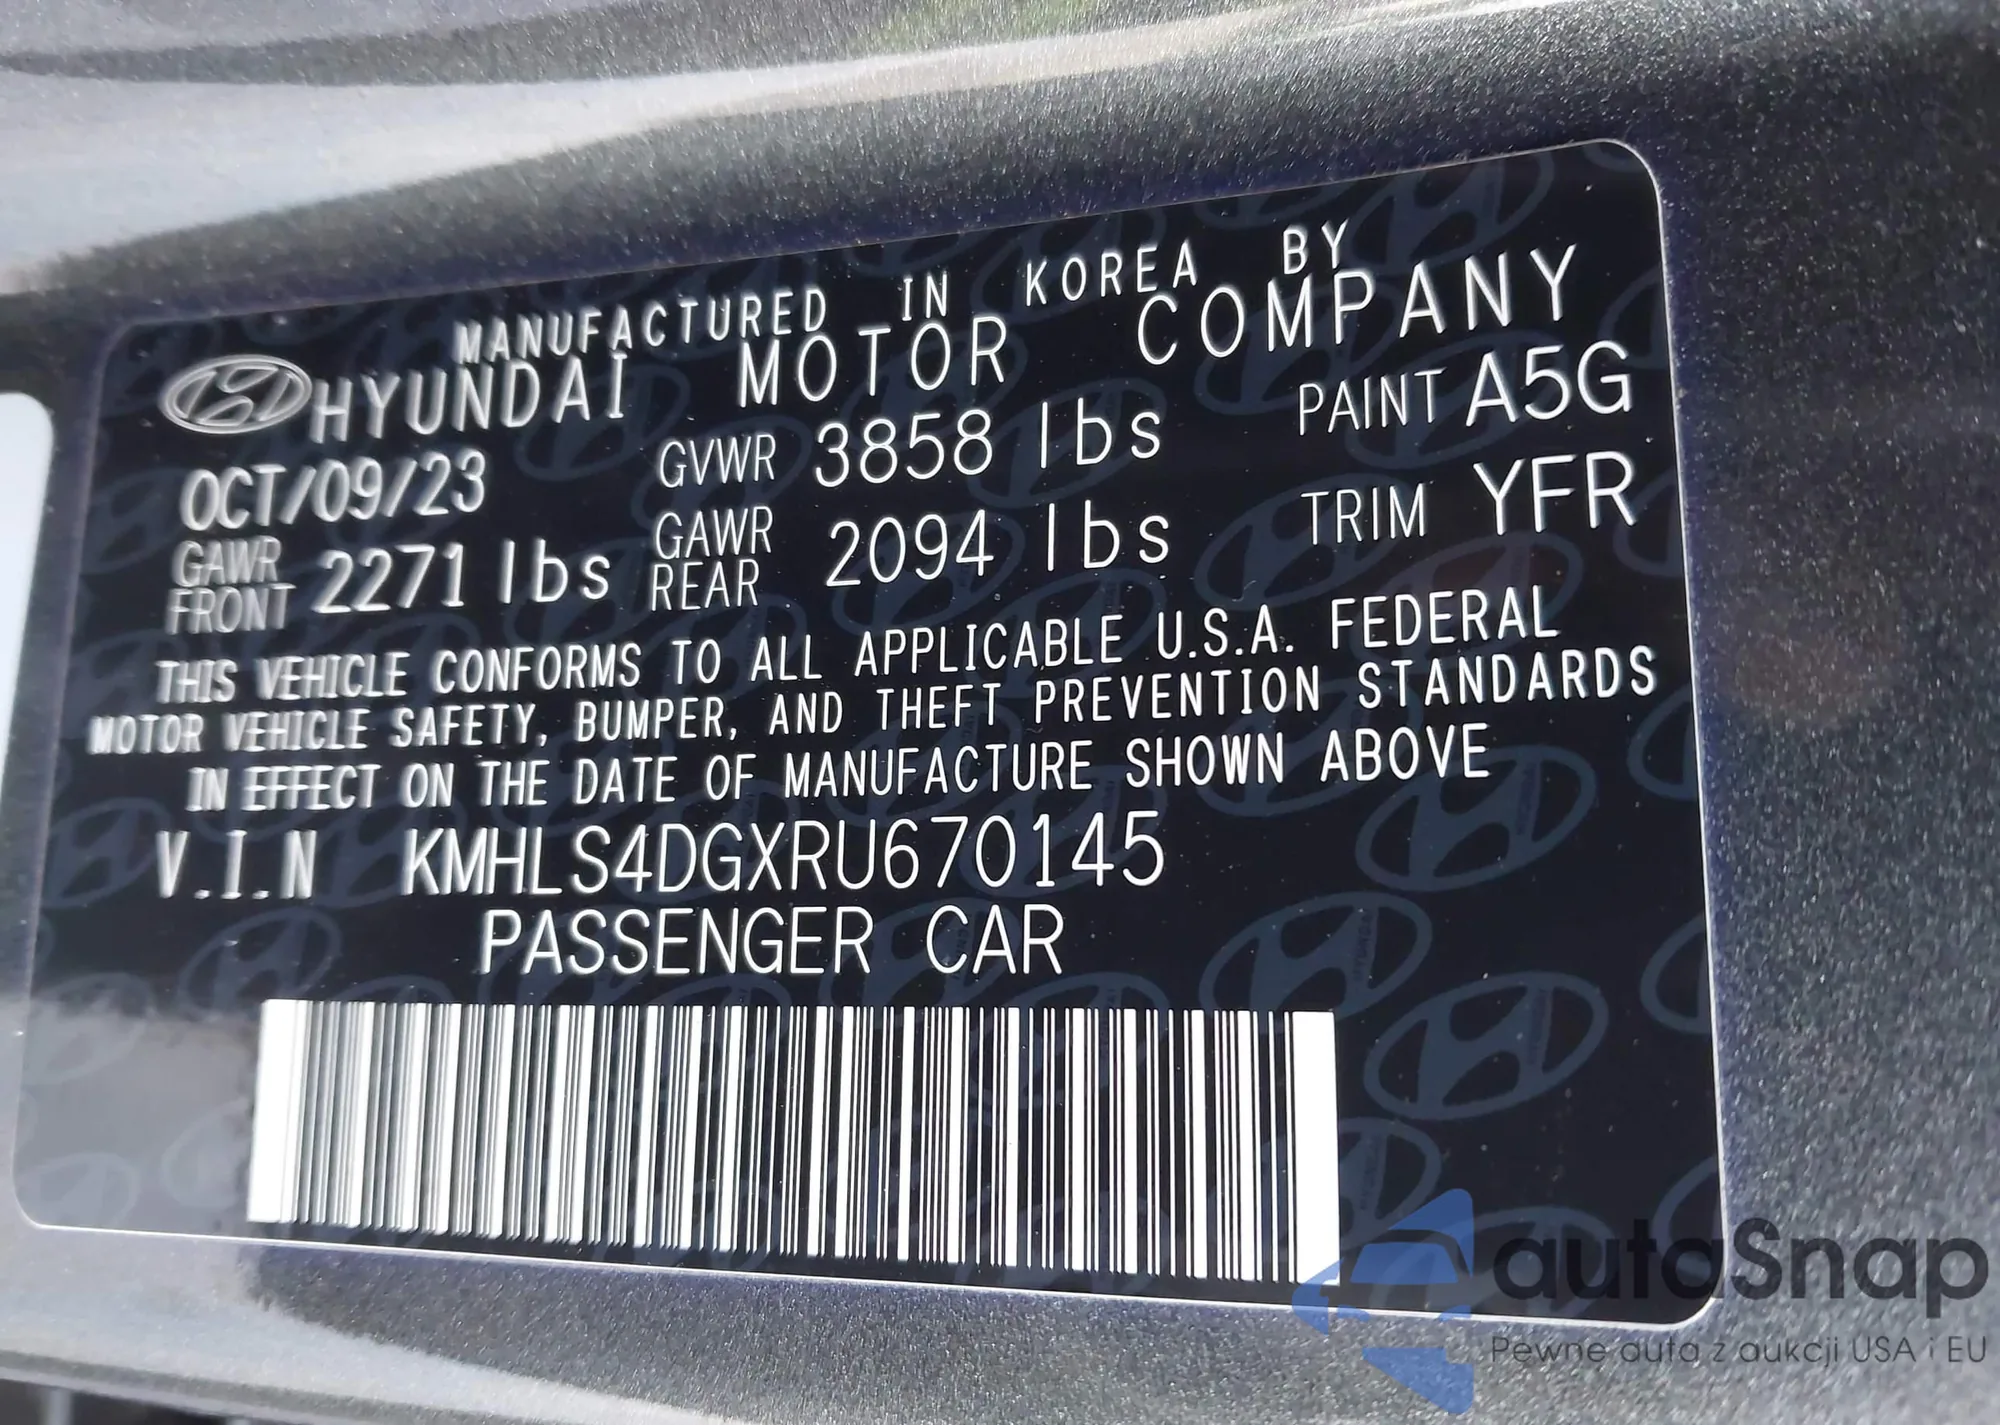 MANUFACTURED IN KOREA BY
HYUNDAI MOTOR COMPANY
OCT/09/23 GVWR 3858 lbs PAINT A5G
GAWR FRONT 2271 lbs GAWR REAR 2094 lbs TRIM YFR
THIS VEHICLE CONFORMS TO ALL APPLICABLE U.S.A. FEDERAL
MOTOR VEHICLE SAFETY, BUMPER, AND THEFT PREVENTION STANDARDS
IN EFFECT ON THE DATE OF MANUFACTURE SHOWN ABOVE
V.I.N KMHLS4DGXRU670145
PASSENGER CAR
autaSnap
Pewne auta z aukcji USA i EU